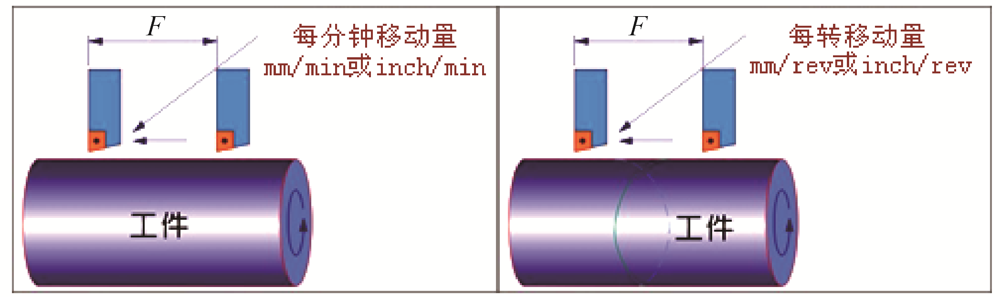 F
每分钟移动量
mm/min或inch/min
工件
F
每转移动量
mm/rev或inch/rev
工件